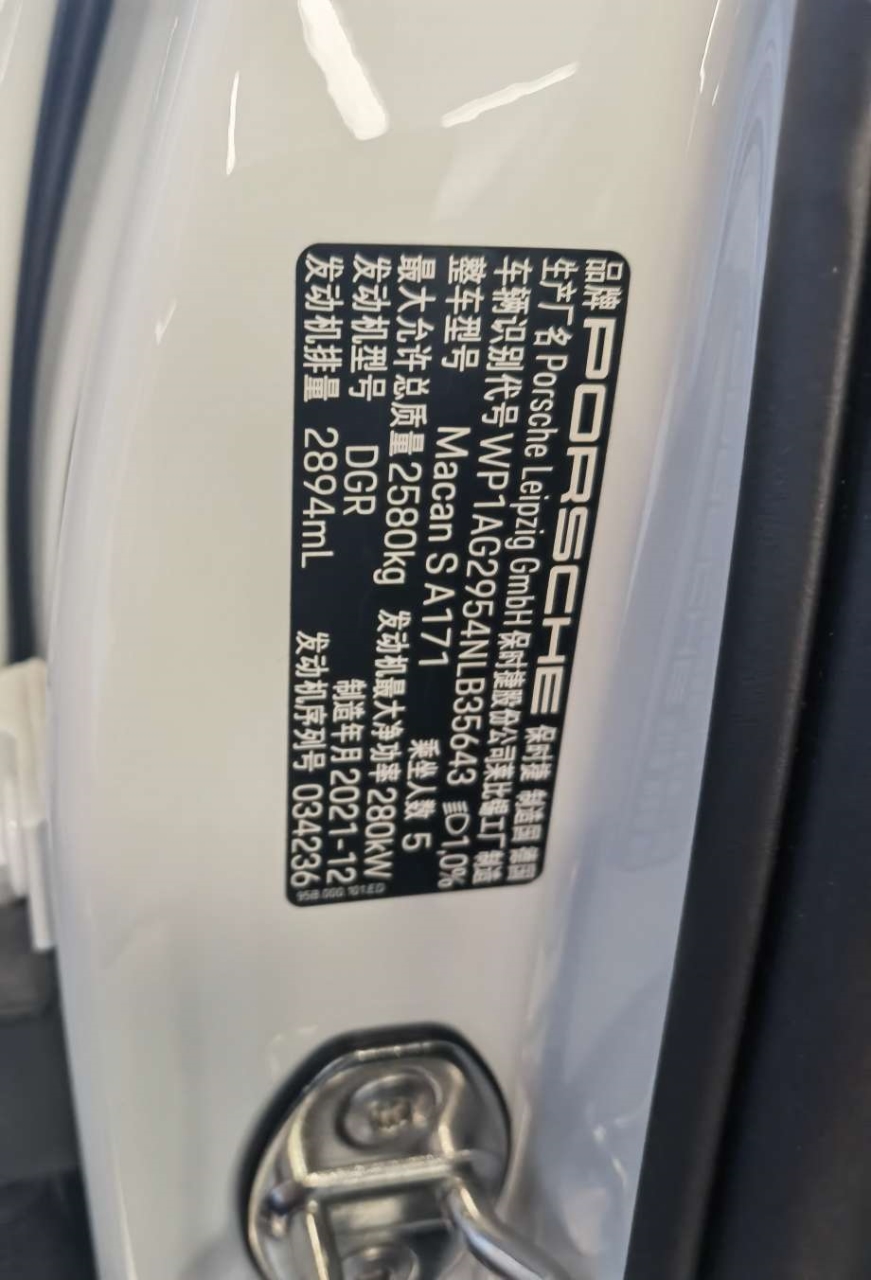 品牌 PORSCHE 保时捷 制造国 德国
生产厂名 Porsche Leipzig GmbH 保时捷股份公司莱比锡工厂 制造
车辆识别代号 WP1AG2954NLB35643 1,0%
整车型号 Macan S A171 乘坐人数 5
最大允许总质量 2580kg 发动机最大净功率 280kW
发动机型号 DGR 制造年月 2021-12
发动机排量 2894mL 发动机序列号 034236